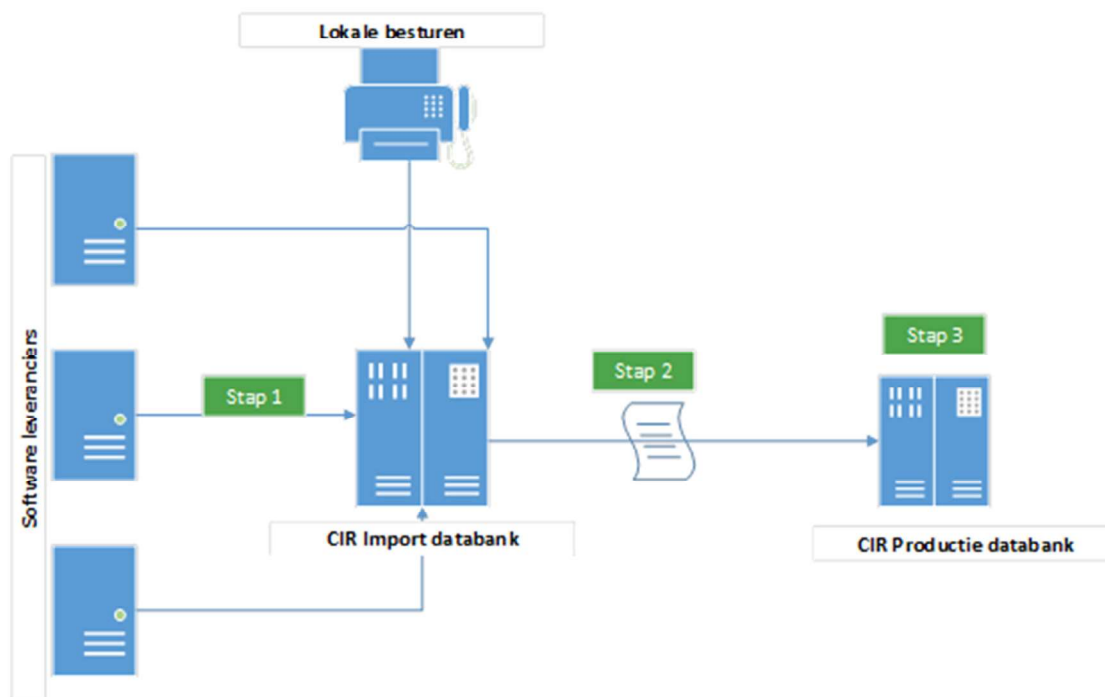 Lokale besturen
Software leveranciers
Stap 1
Stap 2
Stap 3
CIR Import databank
CIR Productie databank